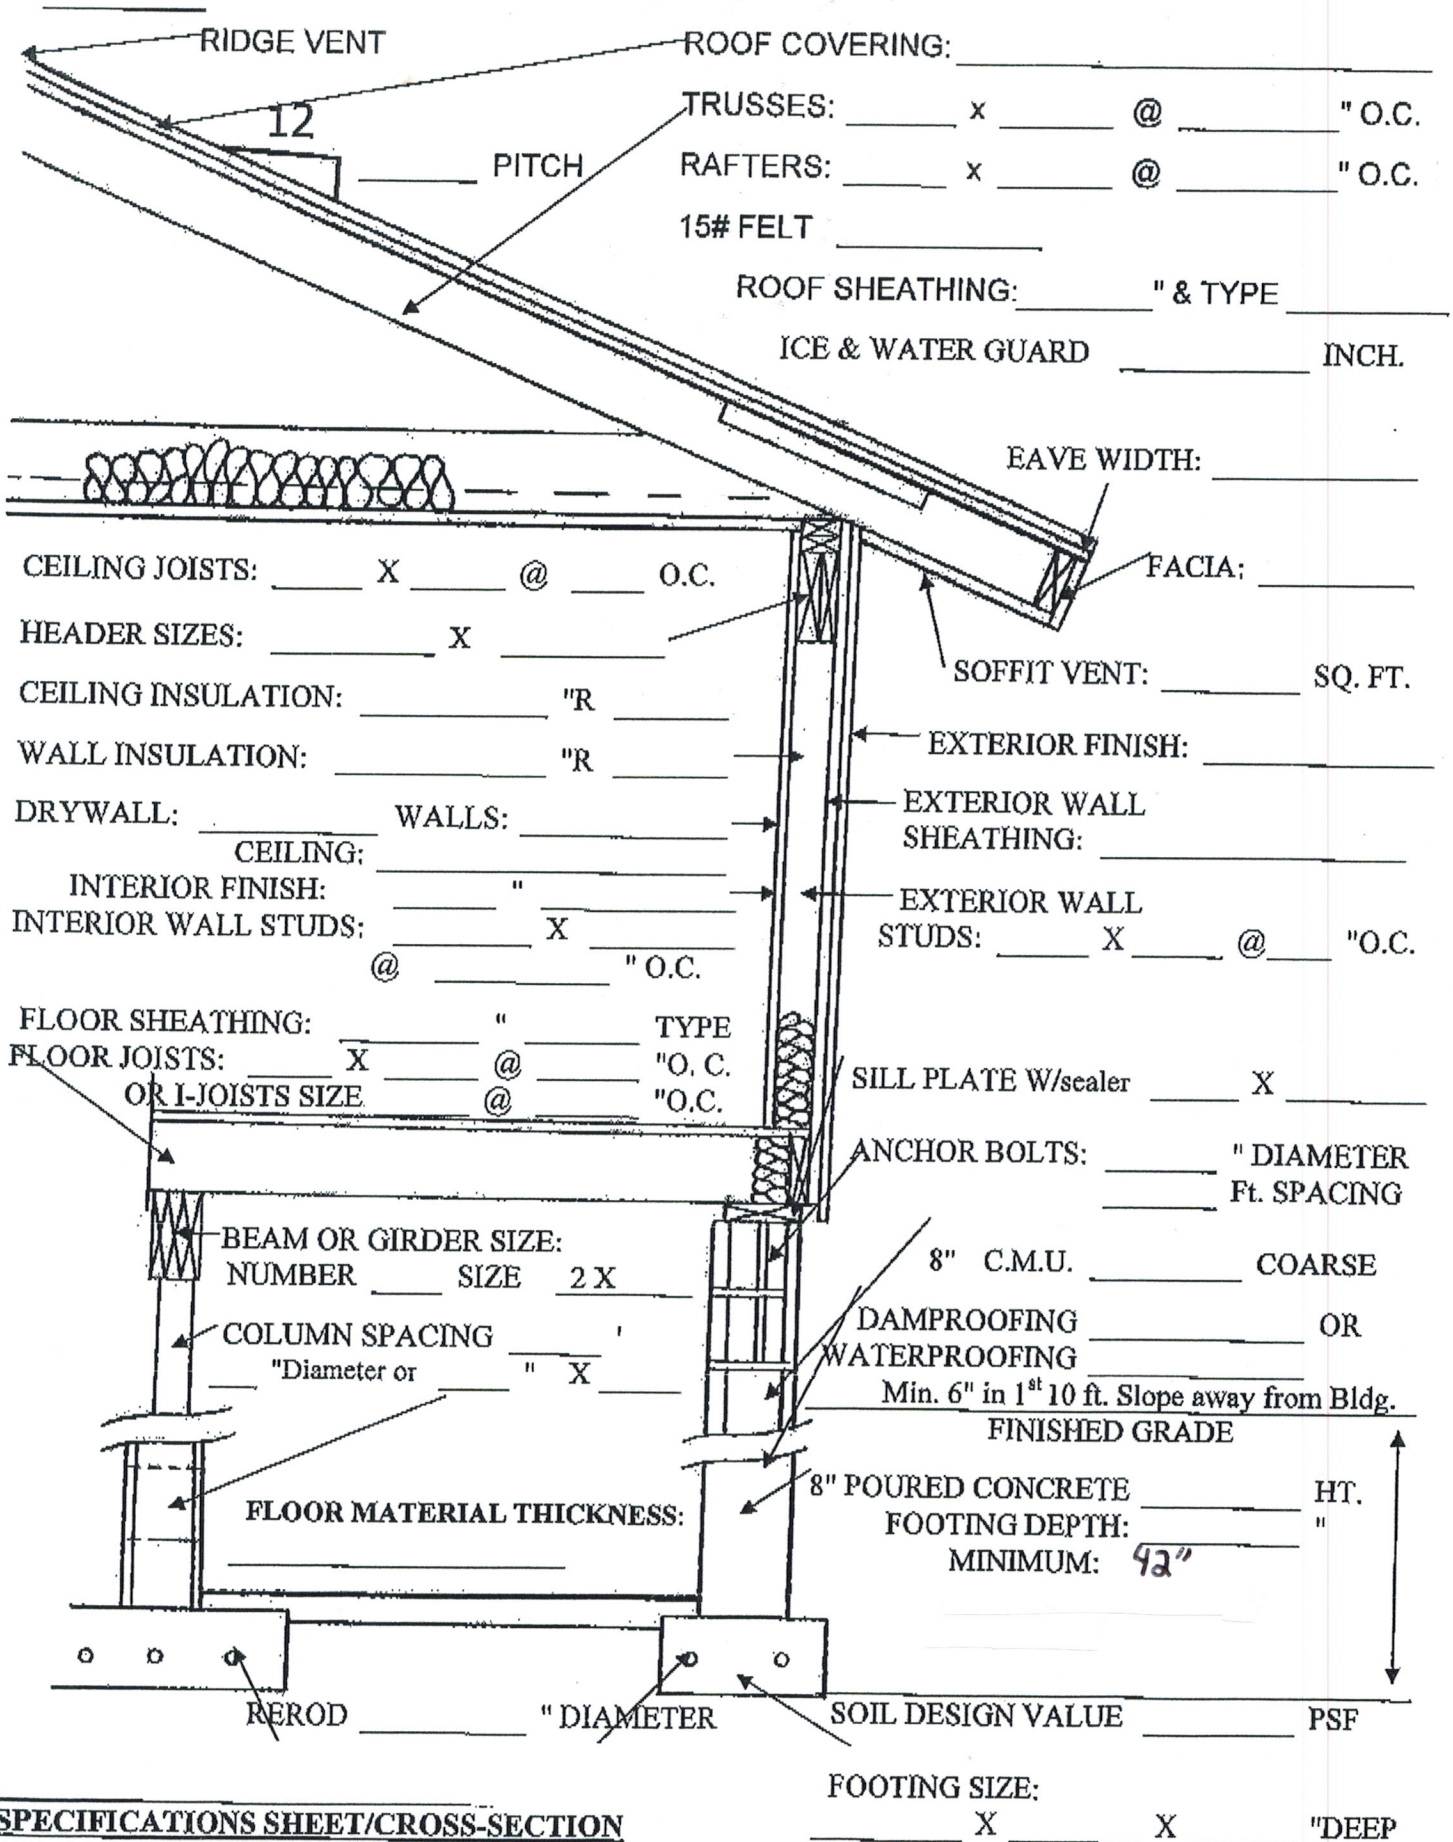 RIDGE VENT
ROOF COVERING:
12
TRUSSES: x @ " O.C.
PITCH
RAFTERS: x @ " O.C.
15# FELT
ROOF SHEATHING: " & TYPE
ICE & WATER GUARD INCH.
EAVE WIDTH:
CEILING JOISTS: X @ O.C.
FACIA:
HEADER SIZES: X
SOFFIT VENT: SQ. FT.
CEILING INSULATION: "R
EXTERIOR FINISH:
WALL INSULATION: "R
DRYWALL: WALLS:
EXTERIOR WALL
SHEATHING:
CEILING:
INTERIOR FINISH: "
EXTERIOR WALL
STUDS: X @ "O.C.
INTERIOR WALL STUDS: X
@ " O.C.
FLOOR SHEATHING: " TYPE
FLOOR JOISTS: X @ "O. C.
OR I-JOISTS SIZE @ "O.C.
SILL PLATE W/sealer X
ANCHOR BOLTS: " DIAMETER
Ft. SPACING
BEAM OR GIRDER SIZE:
NUMBER SIZE 2 X
8" C.M.U. COARSE
COLUMN SPACING '
"Diameter or " X
DAMPROOFING OR
WATERPROOFING
Min. 6" in 1st 10 ft. Slope away from Bldg.
FINISHED GRADE
FLOOR MATERIAL THICKNESS:
8" POURED CONCRETE HT.
FOOTING DEPTH: "
MINIMUM: 42"
REROD " DIAMETER
SOIL DESIGN VALUE PSF
FOOTING SIZE:
X X "DEEP
SPECIFICATIONS SHEET/CROSS-SECTION